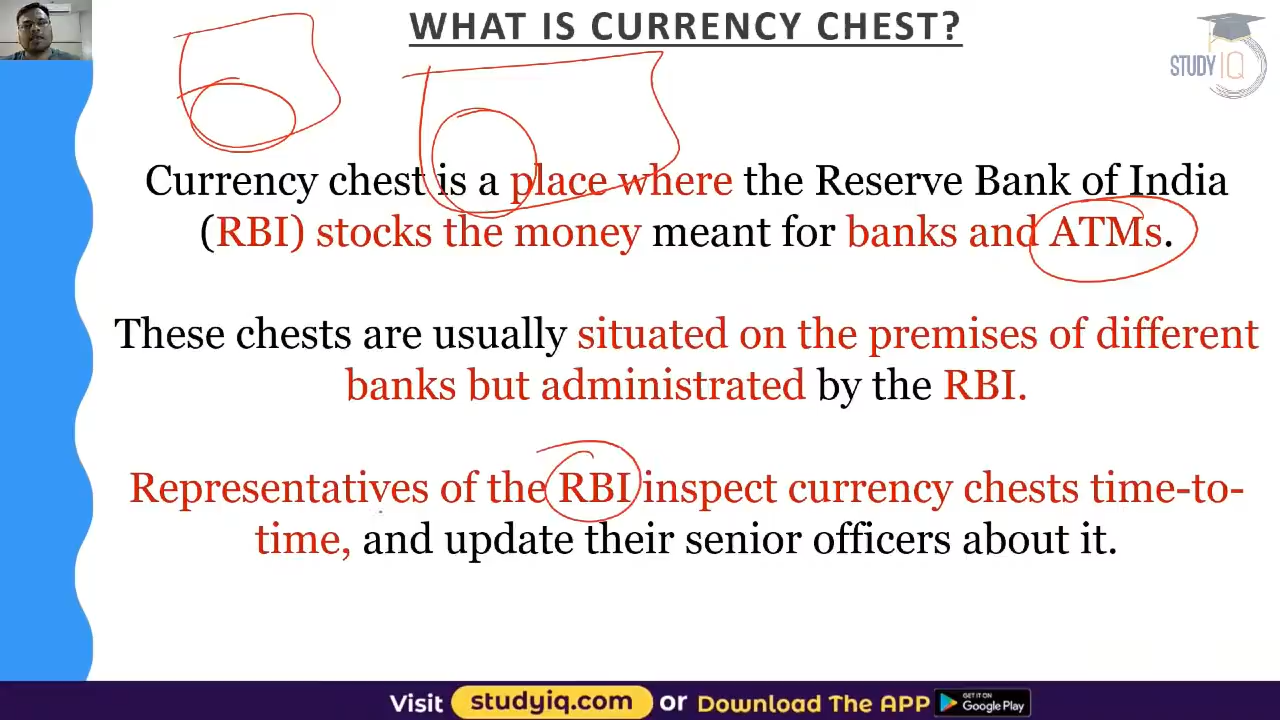 WHAT IS CURRENCY CHEST?
STUDY IQ
Currency chest is a place where the Reserve Bank of India
(RBI) stocks the money meant for banks and ATMs.
These chests are usually situated on the premises of different
banks but administrated by the RBI.
Representatives of the RBI inspect currency chests time-to-
time, and update their senior officers about it.
Visit studyiq.com or Download The APP GET IT ON Google Play